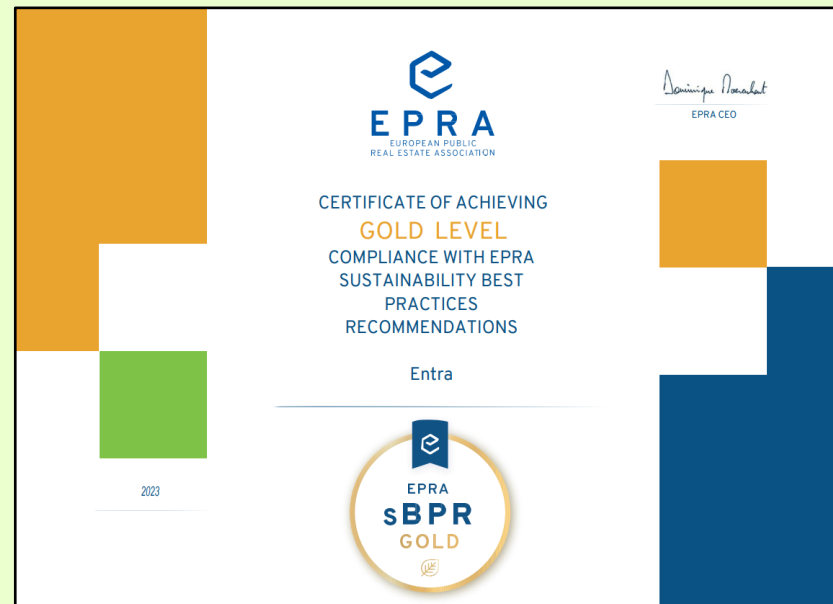 EPRA
EUROPEAN PUBLIC
REAL ESTATE ASSOCIATION
EPRA CEO
CERTIFICATE OF ACHIEVING
GOLD LEVEL
COMPLIANCE WITH EPRA
SUSTAINABILITY BEST
PRACTICES
RECOMMENDATIONS
Entra
2023
EPRA
sBPR
GOLD